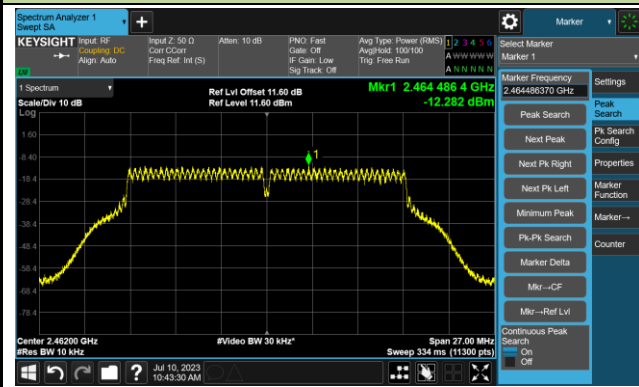 Spectrum Analyzer 1
Swept SA
Marker
KEYSIGHT
Input: RF
Coupling: DC
Align: Auto
Input Z: 50 Ω
Corr CCorr
Freq Ref: Int (S)
Atten: 10 dB
PNO: Fast
Gate: Off
IF Gain: Low
Sig Track: Off
Avg Type: Power (RMS)
Avg|Hold: 100/100
Trig: Free Run
1 2 3 4 5 6
A W W W W W
A N N N N N
LVI
Select Marker
Marker 1
1 Spectrum
Scale/Div 10 dB
Log
Ref Lvl Offset 11.60 dB
Ref Level 11.60 dBm
Mkr1 2.464 486 4 GHz
-12.282 dBm
1.60
-8.40
-18.4
-28.4
-38.4
-48.4
-58.4
-68.4
-78.4
1
Center 2.46200 GHz
#Res BW 10 kHz
#Video BW 30 kHz*
Span 27.00 MHz
Sweep 334 ms (11300 pts)
Marker Frequency
2.464486370 GHz
Peak Search
Next Peak
Next Pk Right
Next Pk Left
Minimum Peak
Pk-Pk Search
Marker Delta
Mkr→CF
Mkr→Ref Lvl
Continuous Peak
Search
On
Off
Settings
Peak
Search
Pk Search
Config
Properties
Marker
Function
Marker→
Counter
Jul 10, 2023
10:43:30 AM